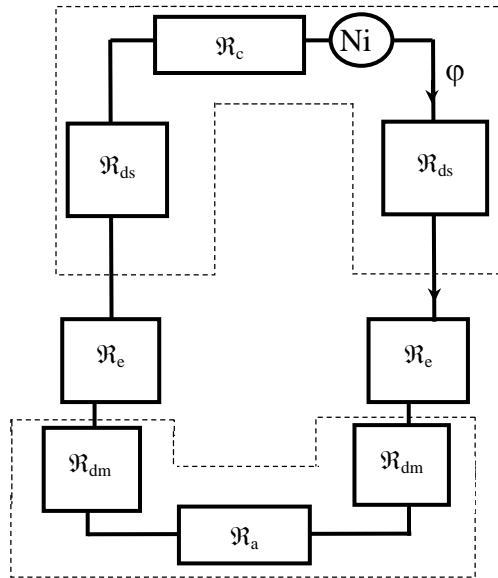 ℜc Ni
φ
ℜds ℜds
ℜe ℜe
ℜdm ℜdm
ℜa